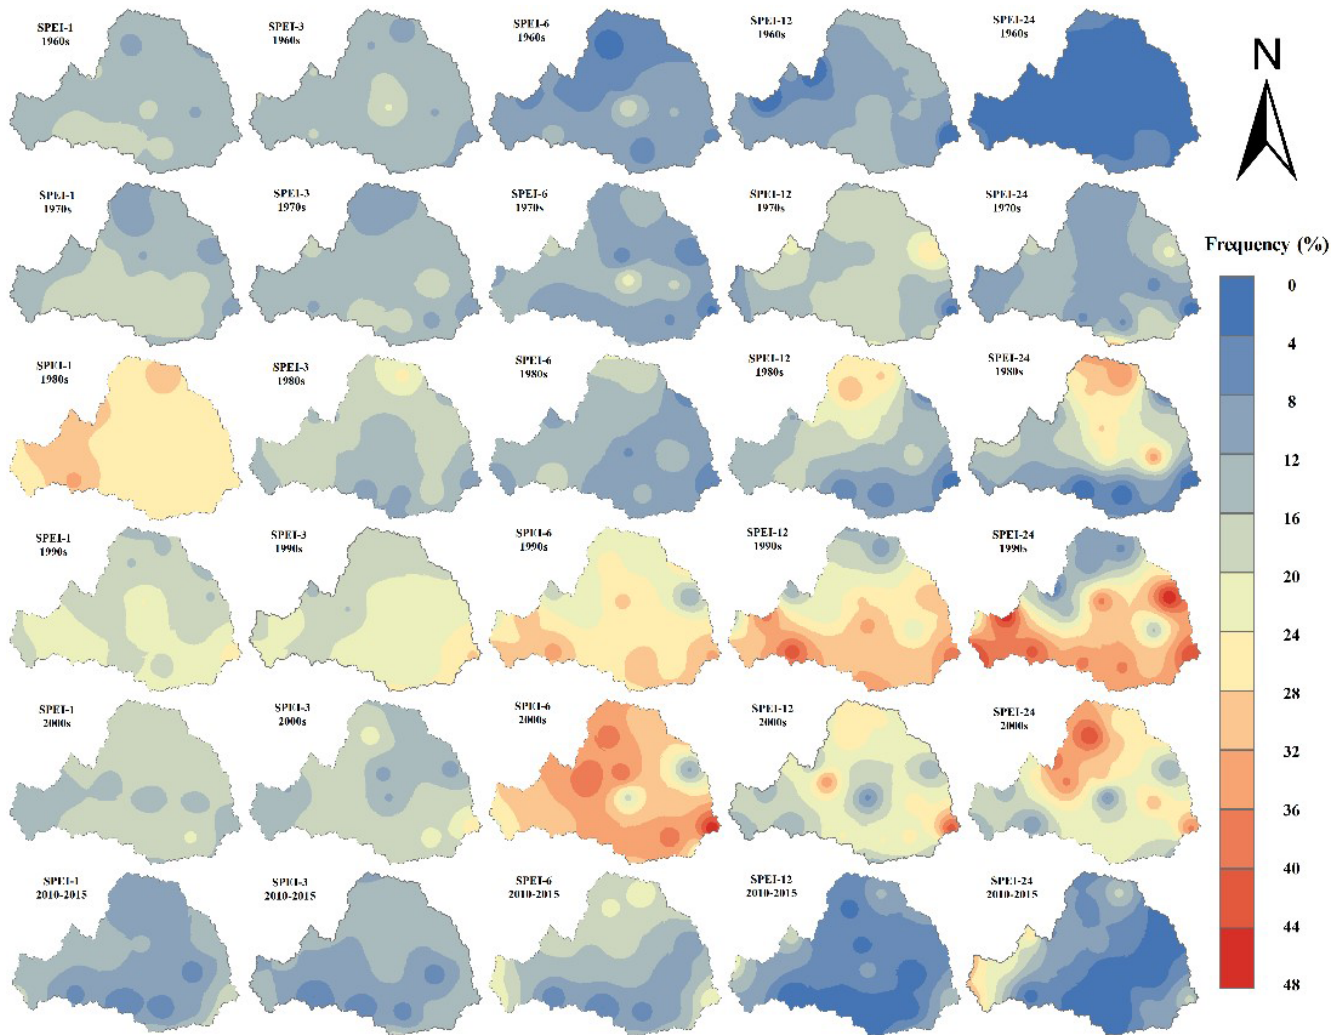 SPEI-1
1960s
SPEI-3
1960s
SPEI-6
1960s
SPEI-12
1960s
SPEI-24
1960s
N
SPEI-1
1970s
SPEI-3
1970s
SPEI-6
1970s
SPEI-12
1970s
SPEI-24
1970s
SPEI-1
1980s
SPEI-3
1980s
SPEI-6
1980s
SPEI-12
1980s
SPEI-24
1980s
SPEI-1
1990s
SPEI-3
1990s
SPEI-6
1990s
SPEI-12
1990s
SPEI-24
1990s
SPEI-1
2000s
SPEI-3
2000s
SPEI-6
2000s
SPEI-12
2000s
SPEI-24
2000s
SPEI-1
2010-2015
SPEI-3
2010-2015
SPEI-6
2010-2015
SPEI-12
2010-2015
SPEI-24
2010-2015
Frequency (%)
0
4
8
12
16
20
24
28
32
36
40
44
48